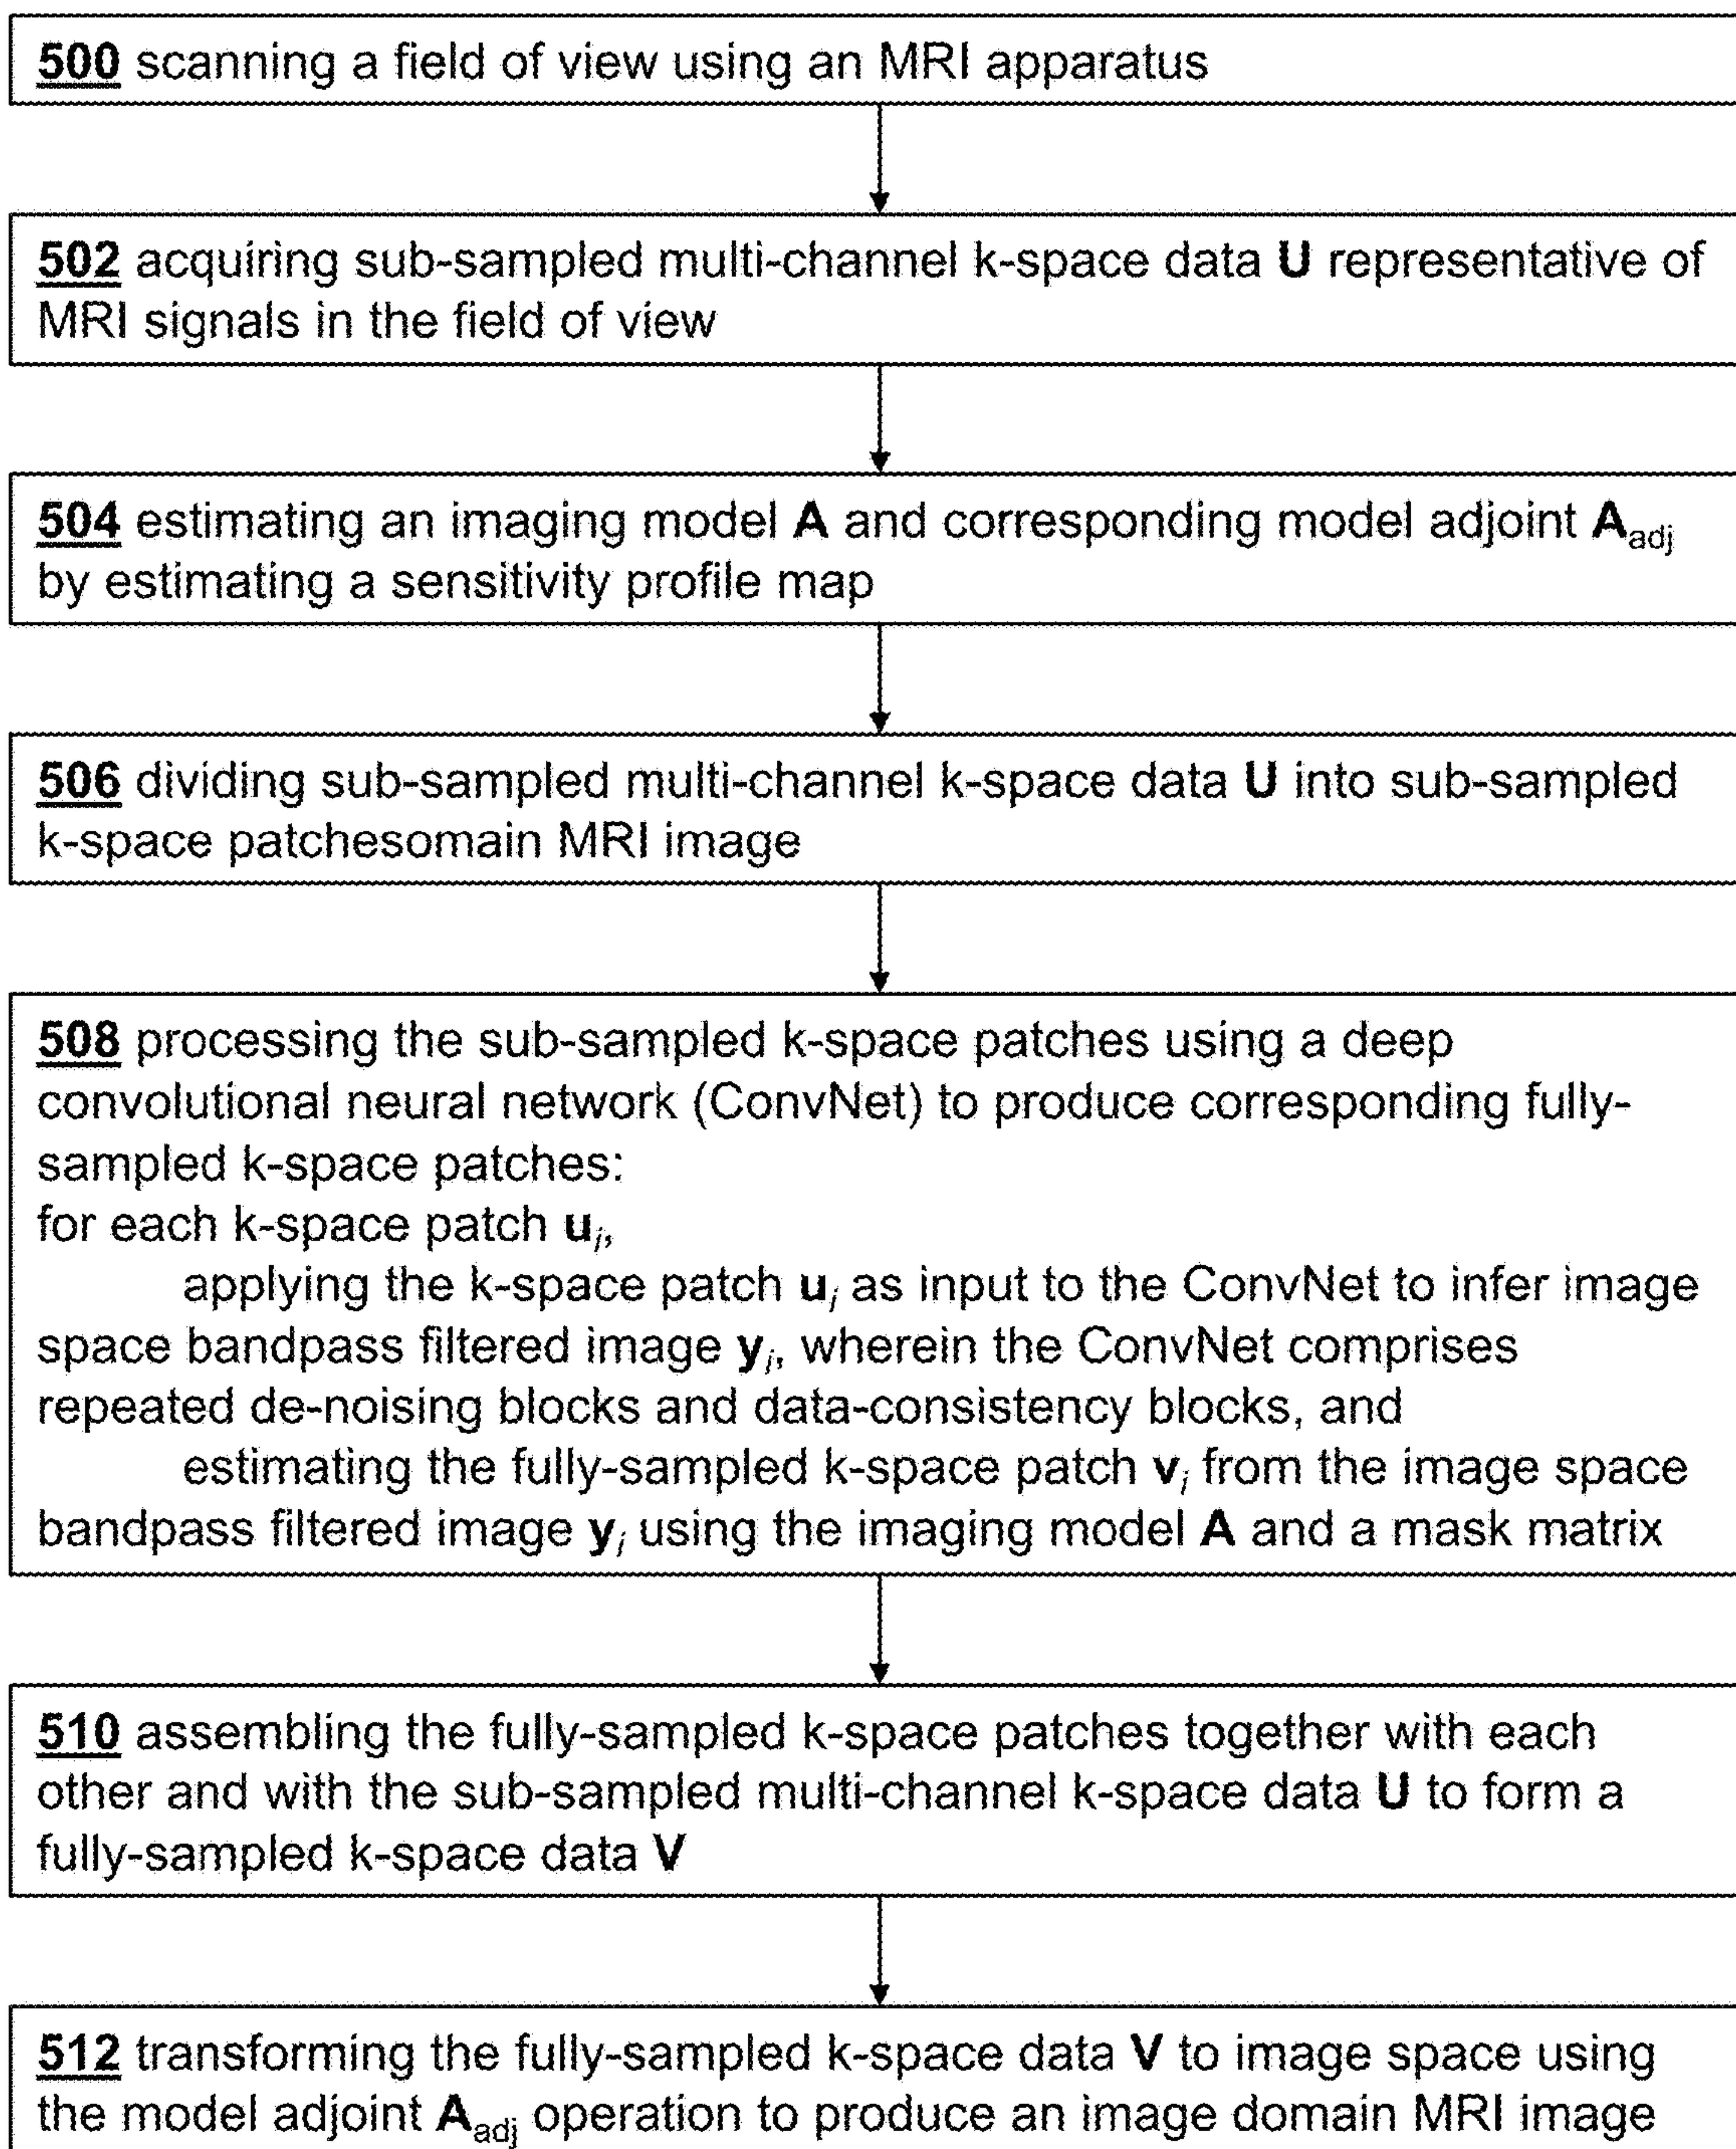 500 scanning a field of view using an MRI apparatus
502 acquiring sub-sampled multi-channel k-space data U representative of
MRI signals in the field of view
504 estimating an imaging model A and corresponding model adjoint Aadj
by estimating a sensitivity profile map
506 dividing sub-sampled multi-channel k-space data U into sub-sampled
k-space patchesomain MRI image
508 processing the sub-sampled k-space patches using a deep
convolutional neural network (ConvNet) to produce corresponding fully-
sampled k-space patches:
for each k-space patch ui,
applying the k-space patch ui as input to the ConvNet to infer image
space bandpass filtered image yi, wherein the ConvNet comprises
repeated de-noising blocks and data-consistency blocks, and
estimating the fully-sampled k-space patch vi from the image space
bandpass filtered image yi using the imaging model A and a mask matrix
510 assembling the fully-sampled k-space patches together with each
other and with the sub-sampled multi-channel k-space data U to form a
fully-sampled k-space data V
512 transforming the fully-sampled k-space data V to image space using
the model adjoint Aadj operation to produce an image domain MRI image